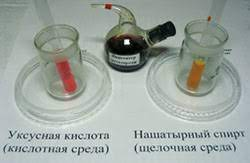 Уксусная кислота
(кислотная среда)
Нашатырный спирт
(щелочная среда)